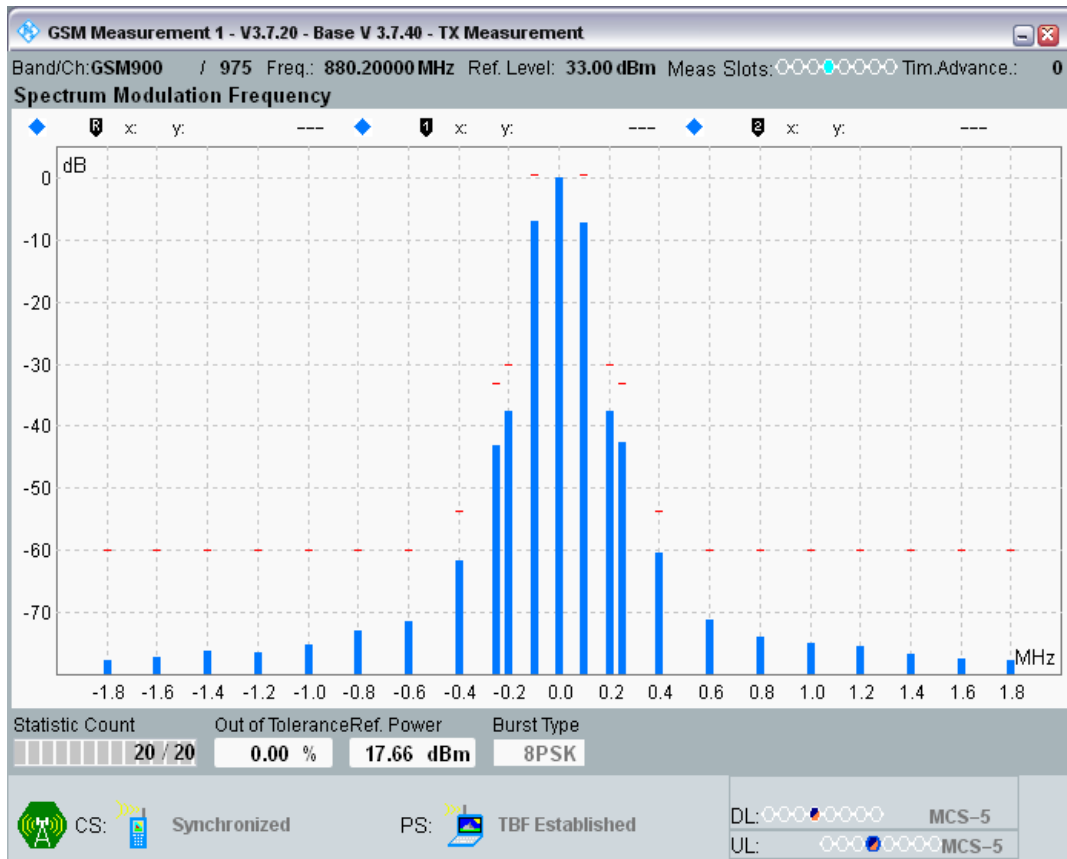 GSM Measurement 1 - V3.7.20 - Base V 3.7.40 - TX Measurement
Band/Ch:GSM900 / 975 Freq.: 880.20000 MHz Ref. Level: 33.00 dBm Meas Slots: Tim.Advance.: 0
Spectrum Modulation Frequency
R x: y: --- 1 x: y: --- 2 x: y: ---
dB
0
-10
-20
-30
-40
-50
-60
-70
MHz
-1.8 -1.6 -1.4 -1.2 -1.0 -0.8 -0.6 -0.4 -0.2 0.0 0.2 0.4 0.6 0.8 1.0 1.2 1.4 1.6 1.8
Statistic Count Out of Tolerance Ref. Power Burst Type
20 / 20 0.00 % 17.66 dBm 8PSK
CS: Synchronized PS: TBF Established
DL: MCS-5
UL: MCS-5